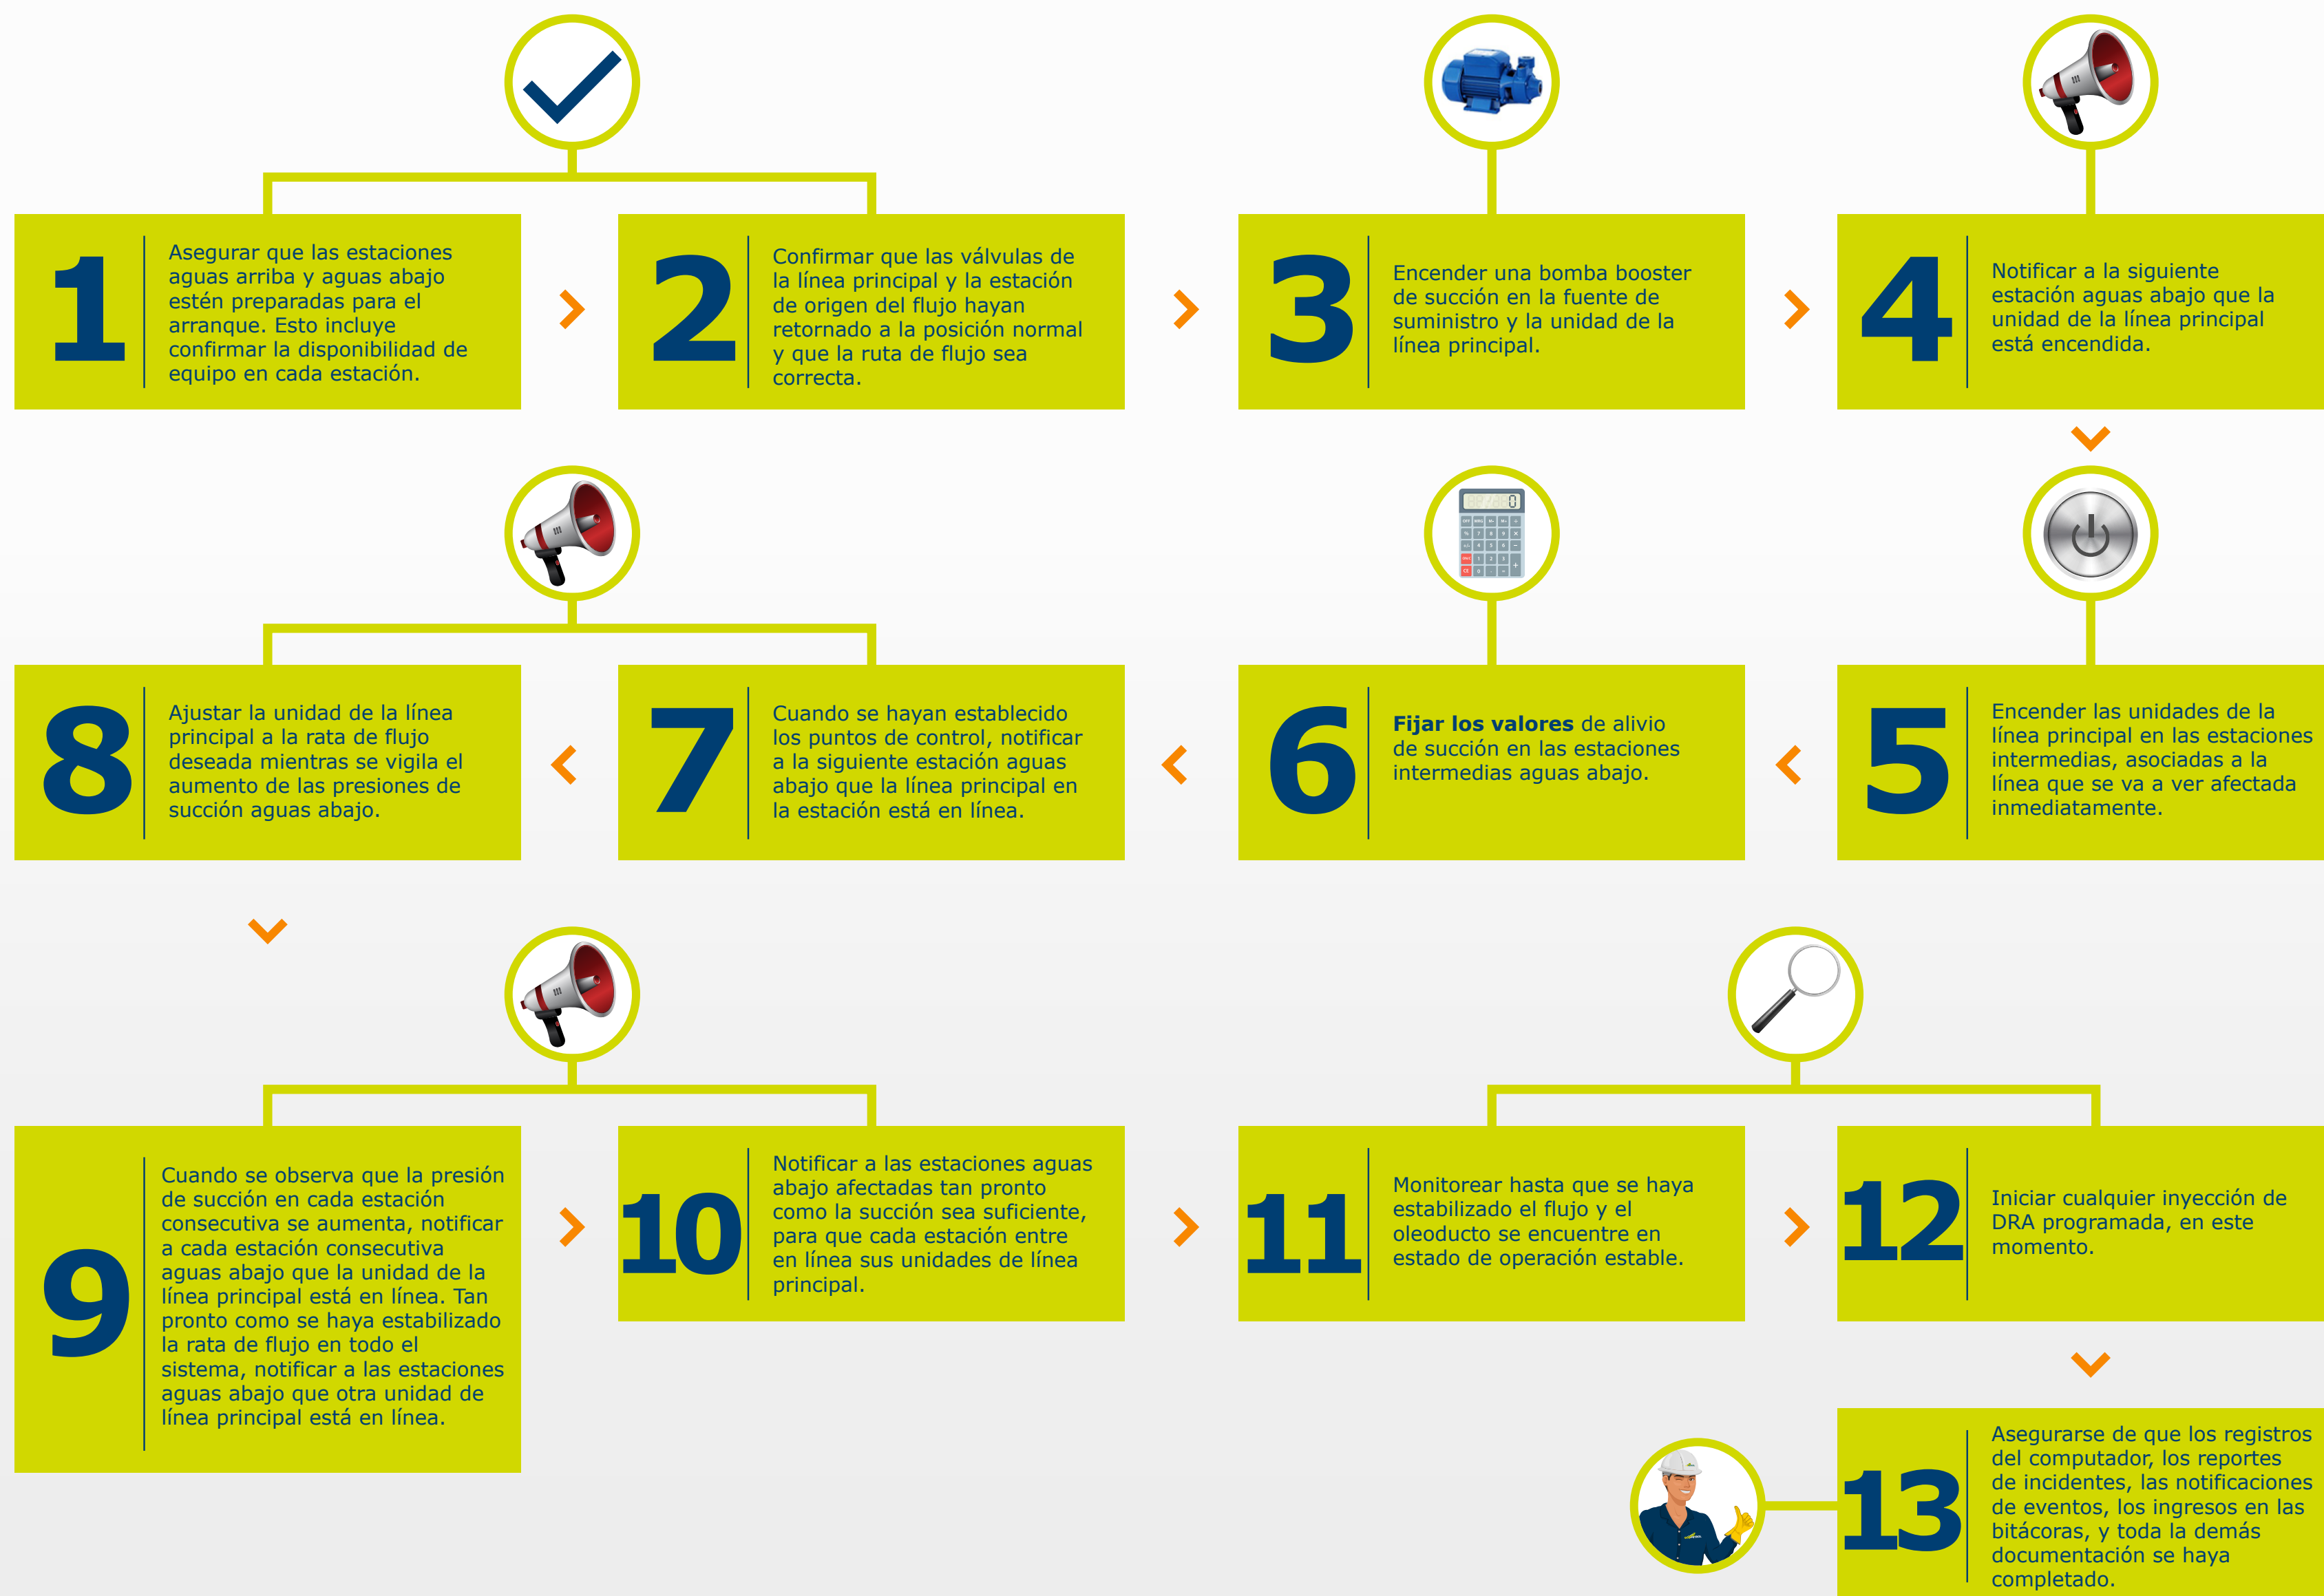 1
Asegurar que las estaciones
aguas arriba y aguas abajo
estén preparadas para el
arranque. Esto incluye
confirmar la disponibilidad de
equipo en cada estación.
2
Confirmar que las válvulas de
la línea principal y la estación
de origen del flujo hayan
retornado a la posición normal
y que la ruta de flujo sea
correcta.
3
Encender una bomba booster
de succión en la fuente de
suministro y la unidad de la
línea principal.
4
Notificar a la siguiente
estación aguas abajo que la
unidad de la línea principal
está encendida.
5
Encender las unidades de la
línea principal en las estaciones
intermedias, asociadas a la
línea que se va a ver afectada
inmediatamente.
6
Fijar los valores de alivio
de succión en las estaciones
intermedias aguas abajo.
7
Cuando se hayan establecido
los puntos de control, notificar
a la siguiente estación aguas
abajo que la línea principal en
la estación está en línea.
8
Ajustar la unidad de la línea
principal a la rata de flujo
deseada mientras se vigila el
aumento de las presiones de
succión aguas abajo.
9
Cuando se observa que la presión
de succión en cada estación
consecutiva se aumenta, notificar
a cada estación consecutiva
aguas abajo que la unidad de la
línea principal está en línea. Tan
pronto como se haya estabilizado
la rata de flujo en todo el
sistema, notificar a las estaciones
aguas abajo que otra unidad de
línea principal está en línea.
10
Notificar a las estaciones aguas
abajo afectadas tan pronto
como la succión sea suficiente,
para que cada estación entre
en línea sus unidades de línea
principal.
11
Monitorear hasta que se haya
estabilizado el flujo y el
oleoducto se encuentre en
estado de operación estable.
12
Iniciar cualquier inyección de
DRA programada, en este
momento.
13
Asegurarse de que los registros
del computador, los reportes
de incidentes, las notificaciones
de eventos, los ingresos en las
bitácoras, y toda la demás
documentación se haya
completado.